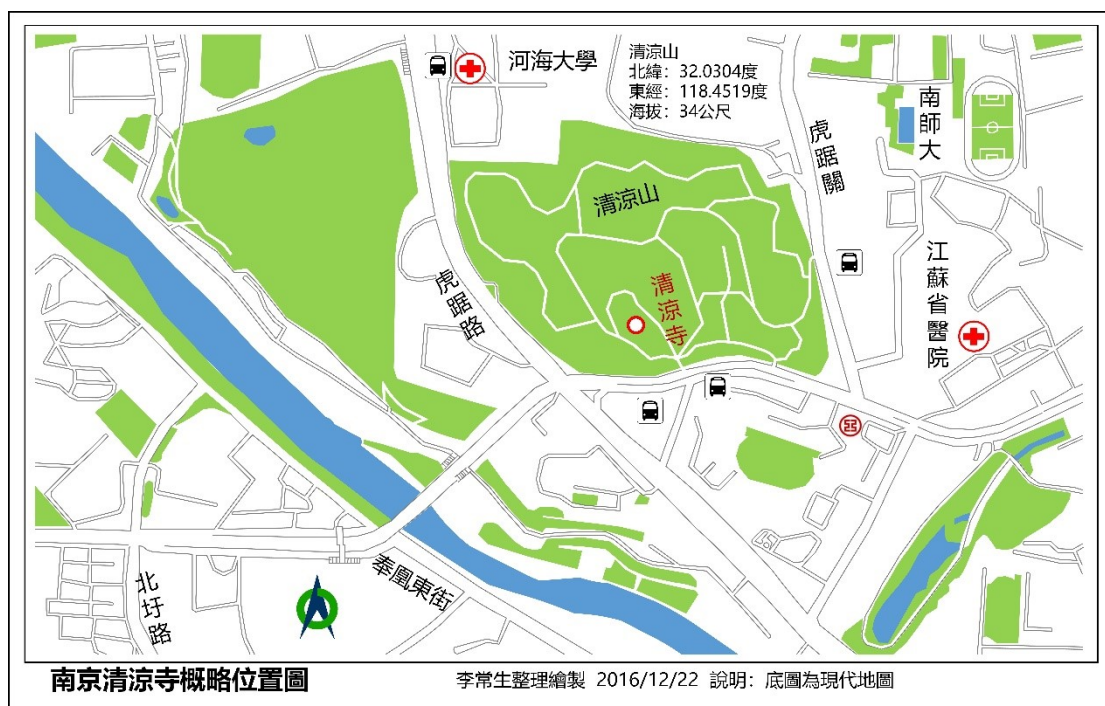 河海大學
清涼山
北緯：32.0304度
東經：118.4519度
海拔：34公尺
南師大
虎踞關
清涼山
清涼寺
虎踞路
江蘇省醫院
北圩路
奉凰東街
南京清涼寺概略位置圖
李常生整理繪製 2016/12/22 說明：底圖為現代地圖